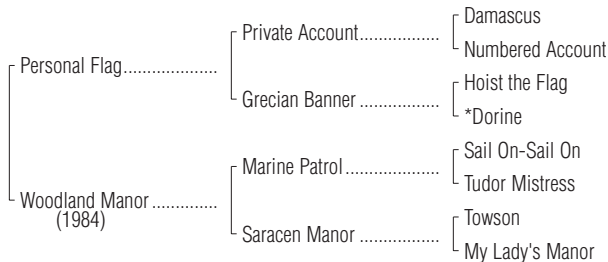 Damascus
Private Account..................
Numbered Account
Personal Flag.....................
Hoist the Flag
Grecian Banner ..................
*Dorine
Sail On-Sail On
Marine Patrol .....................
Tudor Mistress
Woodland Manor ...............
(1984)
Towson
Saracen Manor ..................
My Lady's Manor